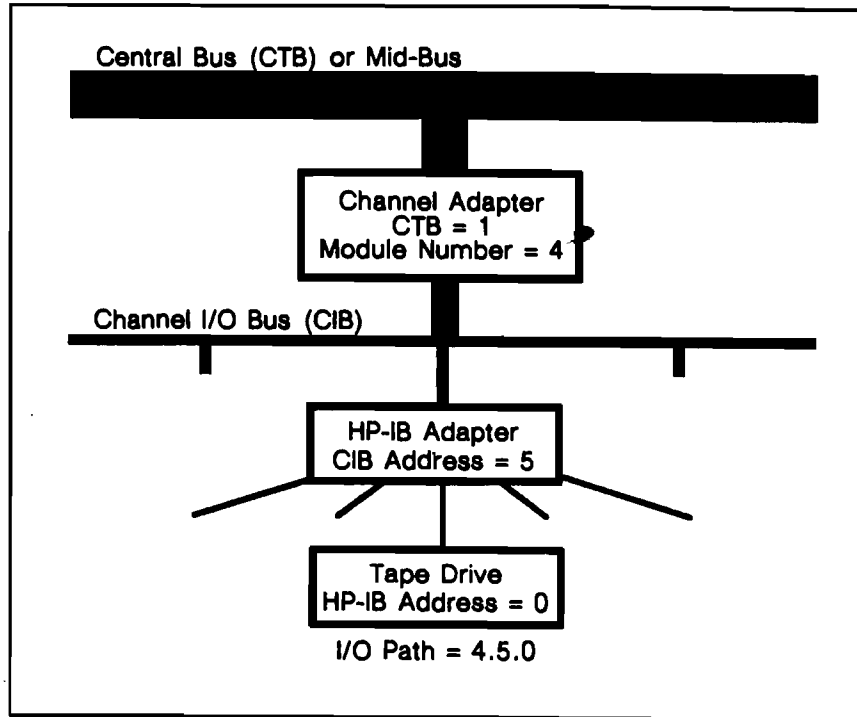 Central Bus (CTB) or Mid-Bus
Channel Adapter
CTB = 1
Module Number = 4
Channel I/O Bus (CIB)
HP-IB Adapter
CIB Address = 5
Tape Drive
HP-IB Address = 0
I/O Path = 4.5.0